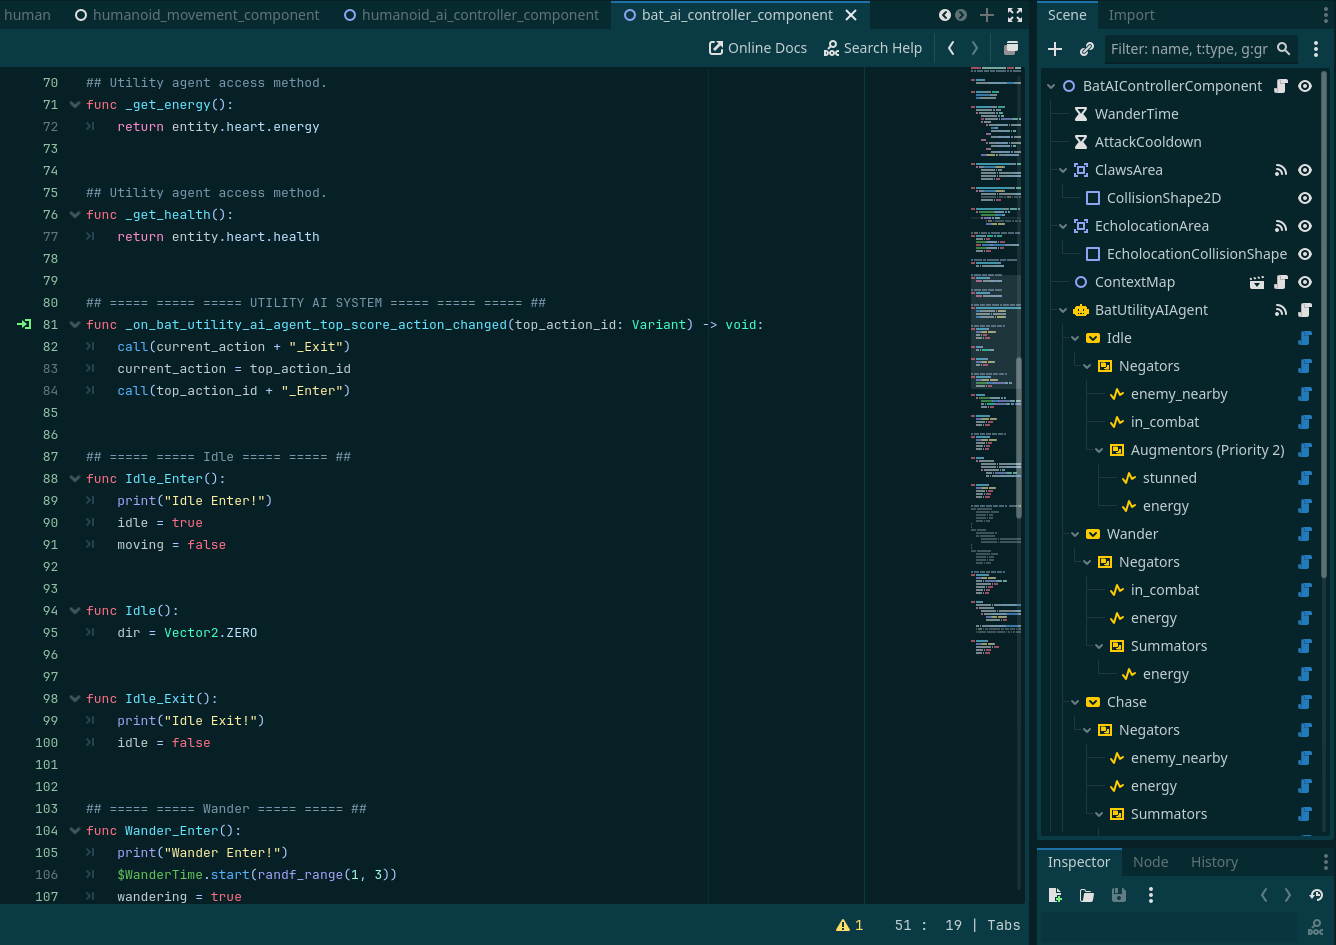 human humanoid_movement_component humanoid_ai_controller_component bat_ai_controller_component
Online Docs Search Help
70 ## Utility agent access method.
71 func _get_energy():
72 return entity.heart.energy
73
74
75 ## Utility agent access method.
76 func _get_health():
77 return entity.heart.health
78
79
80 ## ===== ===== ===== UTILITY AI SYSTEM ===== ===== ===== ##
81 func _on_bat_utility_ai_agent_top_score_action_changed(top_action_id: Variant) -> void:
82 call(current_action + "_Exit")
83 current_action = top_action_id
84 call(top_action_id + "_Enter")
85
86
87 ## ===== ===== Idle ===== ===== ##
88 func Idle_Enter():
89 print("Idle Enter!")
90 idle = true
91 moving = false
92
93
94 func Idle():
95 dir = Vector2.ZERO
96
97
98 func Idle_Exit():
99 print("Idle Exit!")
100 idle = false
101
102
103 ## ===== ===== Wander ===== ===== ##
104 func Wander_Enter():
105 print("Wander Enter!")
106 $WanderTime.start(randf_range(1, 3))
107 wandering = true
1 51 : 19 | Tabs
Scene Import
Filter: name, t:type, g:gr
BatAIControllerComponent
WanderTime
AttackCooldown
ClawsArea
CollisionShape2D
EcholocationArea
EcholocationCollisionShape
ContextMap
BatUtilityAIAgent
Idle
Negators
enemy_nearby
in_combat
Augmentors (Priority 2)
stunned
energy
Wander
Negators
in_combat
energy
Summators
energy
Chase
Negators
enemy_nearby
energy
Summators
Inspector Node History
DOC